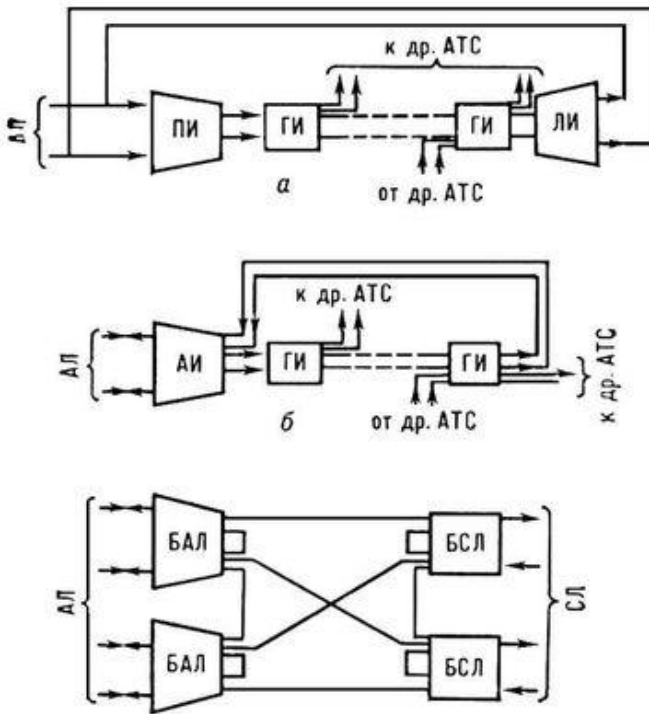 к др. АТС
АЛ
ПИ
ГИ
ГИ
ЛИ
а
от др. АТС
к др. АТС
АЛ
АИ
ГИ
ГИ
к др. АТС
б
от др. АТС
АЛ
БАЛ
БСЛ
СЛ
БАЛ
БСЛ